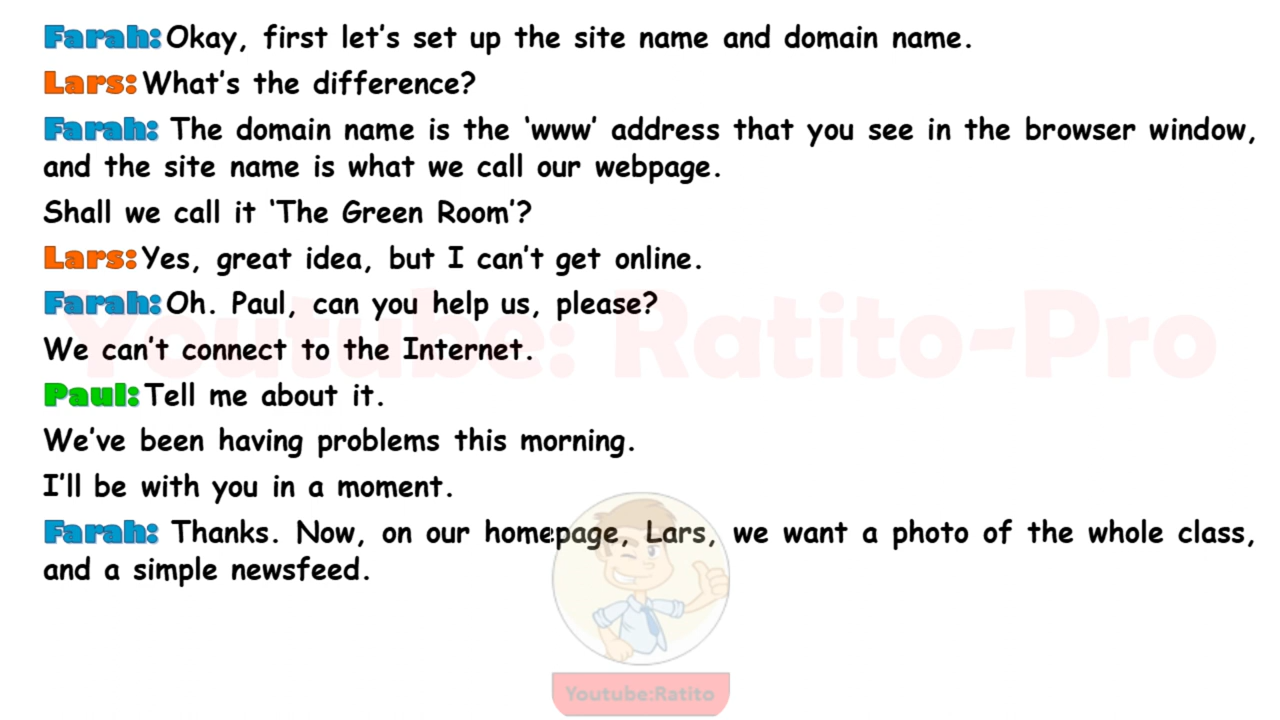 Farah: Okay, first let's set up the site name and domain name.
Lars: What's the difference?
Farah: The domain name is the ‘www’ address that you see in the browser window,
and the site name is what we call our webpage.
Shall we call it ‘The Green Room’?
Lars: Yes, great idea, but I can't get online.
Farah: Oh. Paul, can you help us, please?
Youtube: Ratito-Pro
We can't connect to the Internet.
Paul: Tell me about it.
We've been having problems this morning.
I'll be with you in a moment.
Farah: Thanks. Now, on our homepage, Lars, we want a photo of the whole class,
and a simple newsfeed.
Youtube:Ratito